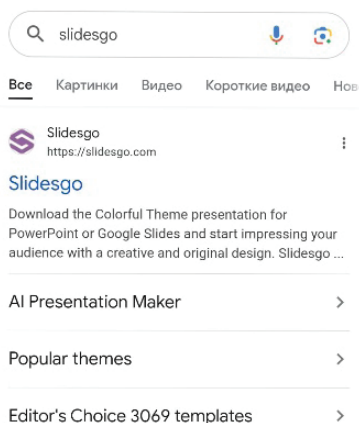 slidesgo
Все Картинки Видео Короткие видео Нов
Slidesgo
https://slidesgo.com
Slidesgo
Download the Colorful Theme presentation for
PowerPoint or Google Slides and start impressing your
audience with a creative and original design. Slidesgo ...
AI Presentation Maker
Popular themes
Editor's Choice 3069 templates